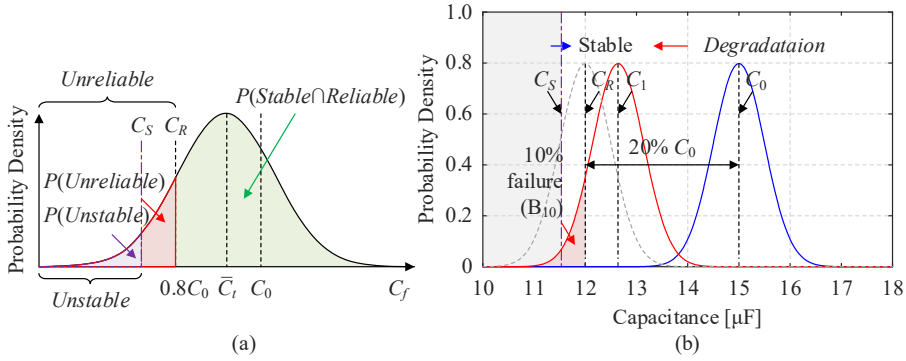 (a)
Unreliable
P(Stable∩Reliable)
C_S C_R
P(Unreliable)
P(Unstable)
Probability Density
Unstable
0.8C_0 C̅_t C_0 C_f
(a)
(b)
1.0
0.8
0.6
0.4
0.2
0
Probability Density
Stable Degradataion
C_S C_R C_1 C_0
20% C_0
10%
failure
(B_10)
10 11 12 13 14 15 16 17 18
Capacitance [μF]
(b)